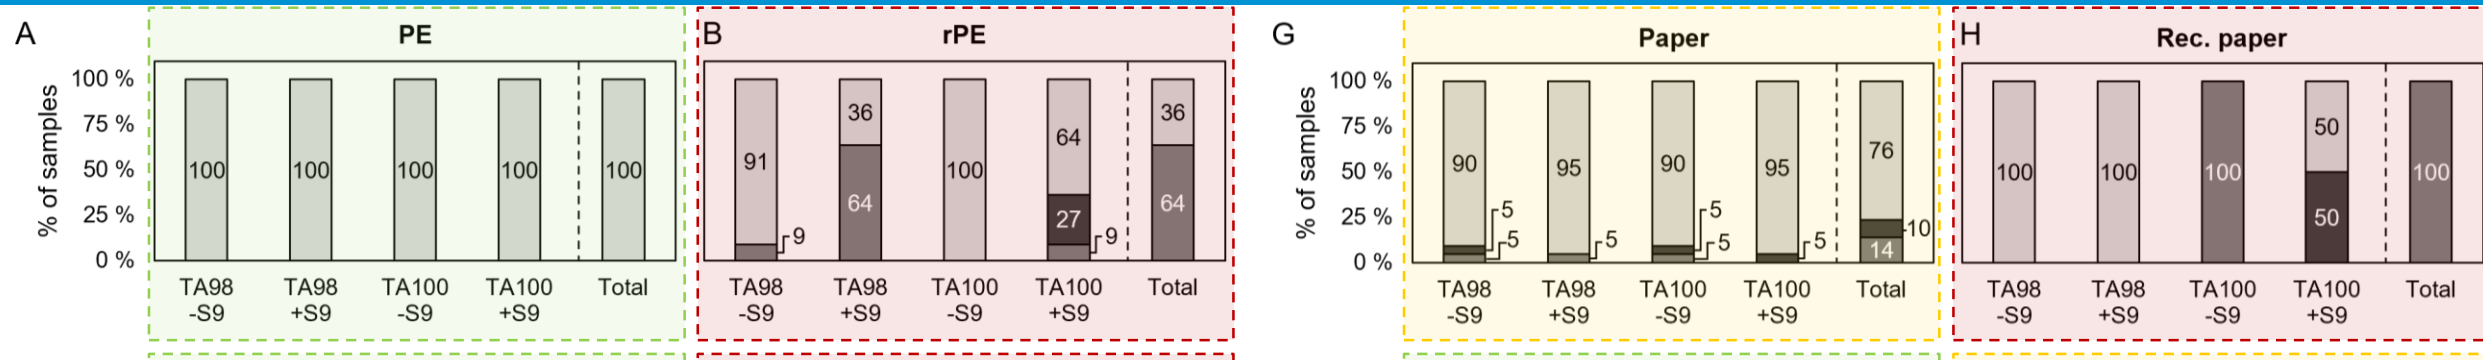 A
PE
% of samples
100 %
75 %
50 %
25 %
0 %
100
100
100
100
100
TA98 TA98 TA100 TA100 Total
-S9 +S9 -S9 +S9
B
rPE
91
9
36
64
100
64
27
9
36
64
TA98 TA98 TA100 TA100 Total
-S9 +S9 -S9 +S9
G
Paper
% of samples
100 %
75 %
50 %
25 %
0 %
90
5
5
95
5
90
5
5
95
5
76
10
14
TA98 TA98 TA100 TA100 Total
-S9 +S9 -S9 +S9
H
Rec. paper
100
100
100
50
50
100
TA98 TA98 TA100 TA100 Total
-S9 +S9 -S9 +S9